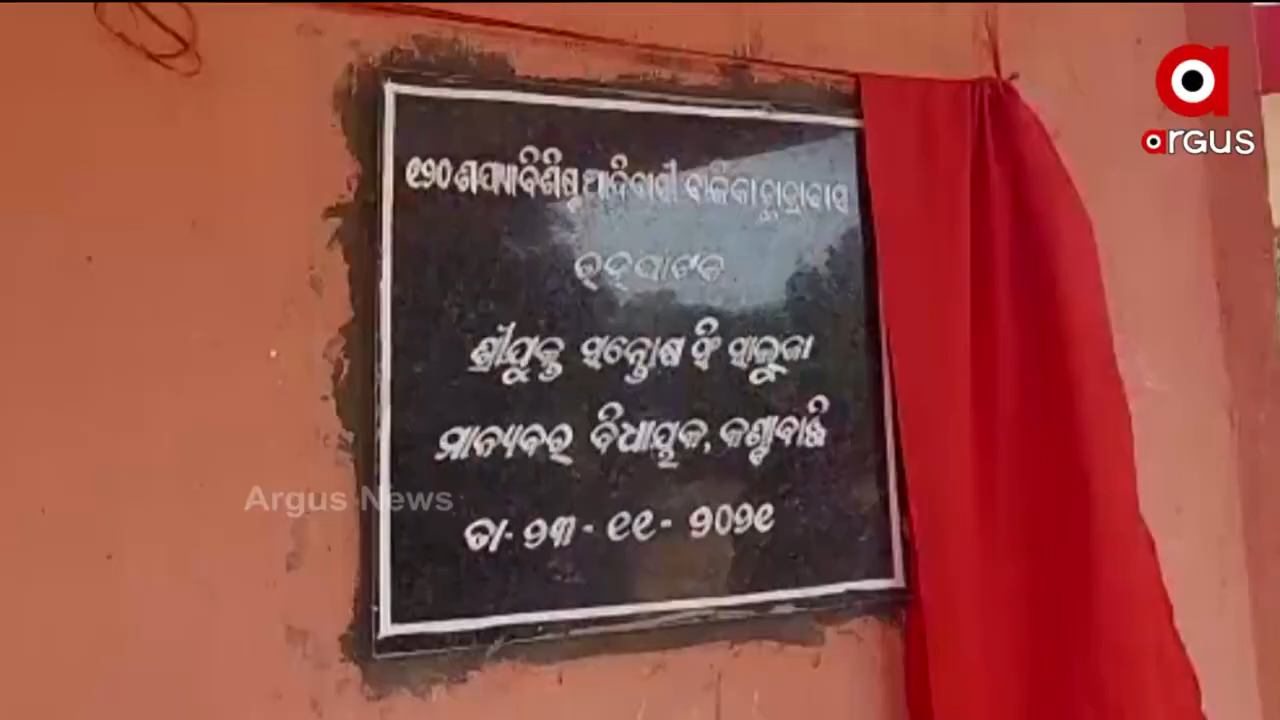 ୧୨୦ ଶଯ୍ୟାବିଶିଷ୍ଟ ଆଦିବାସୀ ବାଳିକା ଛାତ୍ରାବାସ
ଉଦ୍‌ଘାଟକ
ଶ୍ରୀଯୁକ୍ତ ସନ୍ତୋଷ ସିଂ ସାଲୁଜା
ମାନ୍ୟବର ବିଧାୟକ, କଣ୍ଟାବାଞ୍ଜି
ତା- ୨୩ - ୧୧ - ୨୦୨୧
Argus News
aRGUS